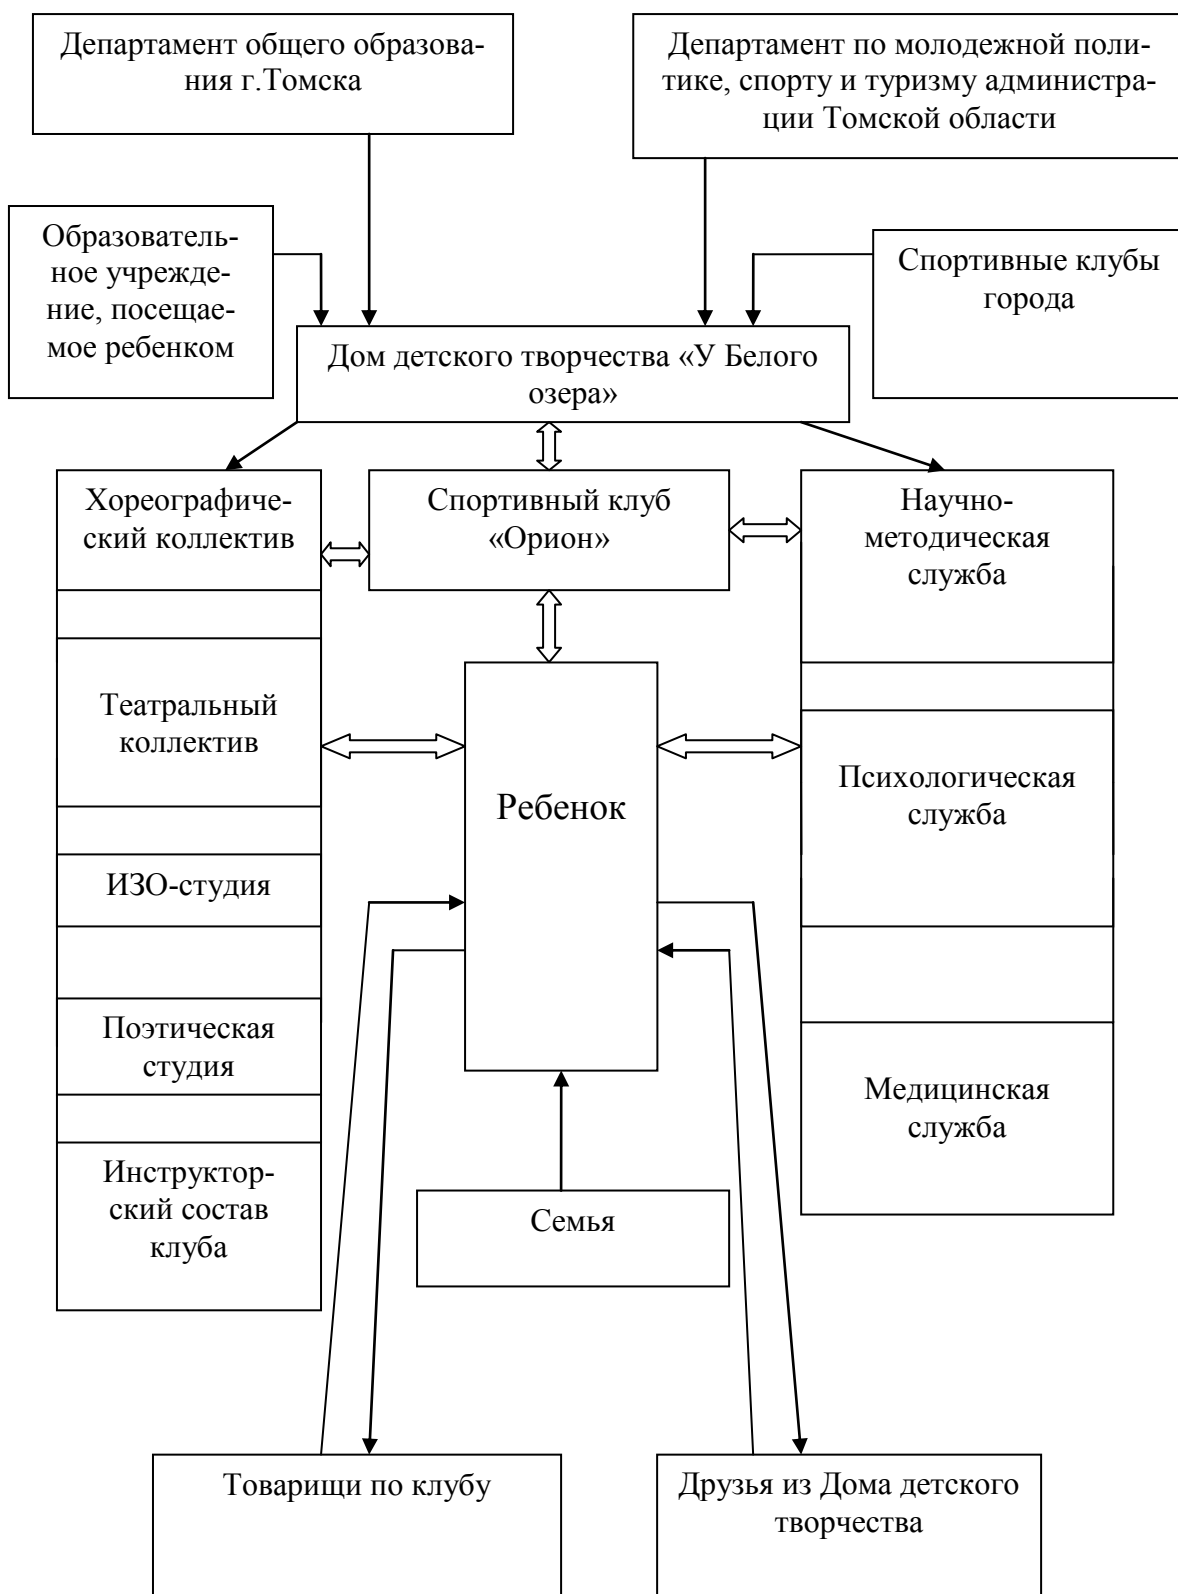 Департамент общего образова-
ния г.Томска
Департамент по молодежной поли-
тике, спорту и туризму администра-
ции Томской области
Образователь-
ное учрежде-
ние, посещае-
мое ребенком
Спортивные клубы
города
Дом детского творчества «У Белого
озера»
Хореографиче-
ский коллектив
Спортивный клуб
«Орион»
Научно-
методическая
служба
Театральный
коллектив
Ребенок
Психологическая
служба
ИЗО-студия
Поэтическая
студия
Медицинская
служба
Инструктор-
ский состав
клуба
Семья
Товарищи по клубу
Друзья из Дома детского
творчества